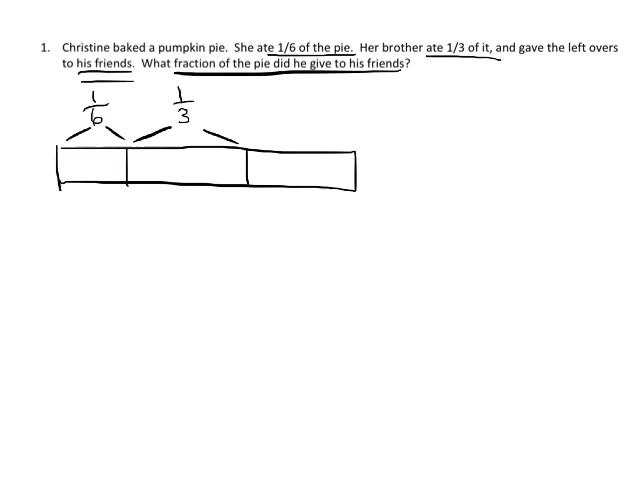 1. Christine baked a pumpkin pie. She ate 1/6 of the pie. Her brother ate 1/3 of it, and gave the left overs
to his friends. What fraction of the pie did he give to his friends?
1/6 1/3